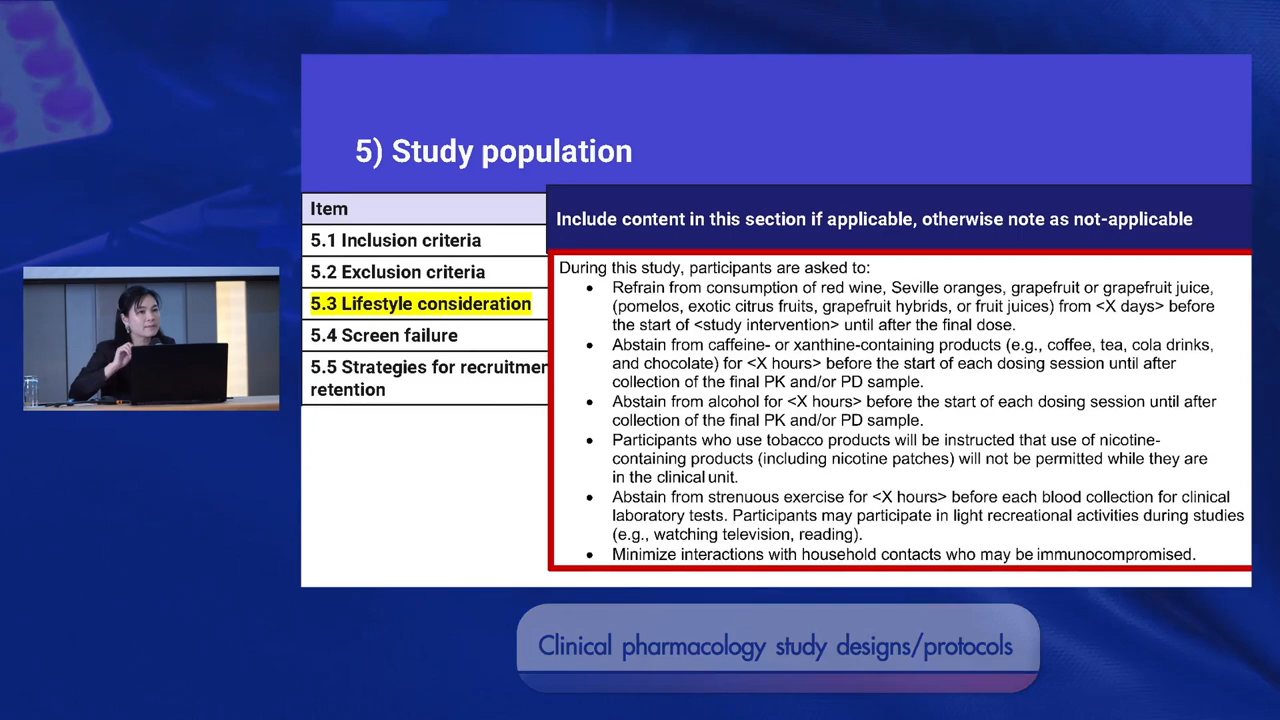 5) Study population
Item
5.1 Inclusion criteria
5.2 Exclusion criteria
5.3 Lifestyle consideration
5.4 Screen failure
5.5 Strategies for recruitmen
retention
Include content in this section if applicable, otherwise note as not-applicable
During this study, participants are asked to:
• Refrain from consumption of red wine, Seville oranges, grapefruit or grapefruit juice,
(pomelos, exotic citrus fruits, grapefruit hybrids, or fruit juices) from <X days> before
the start of <study intervention> until after the final dose.
• Abstain from caffeine- or xanthine-containing products (e.g., coffee, tea, cola drinks,
and chocolate) for <X hours> before the start of each dosing session until after
collection of the final PK and/or PD sample.
• Abstain from alcohol for <X hours> before the start of each dosing session until after
collection of the final PK and/or PD sample.
• Participants who use tobacco products will be instructed that use of nicotine-
containing products (including nicotine patches) will not be permitted while they are
in the clinical unit.
• Abstain from strenuous exercise for <X hours> before each blood collection for clinical
laboratory tests. Participants may participate in light recreational activities during studies
(e.g., watching television, reading).
• Minimize interactions with household contacts who may be immunocompromised.
Clinical pharmacology study designs/protocols